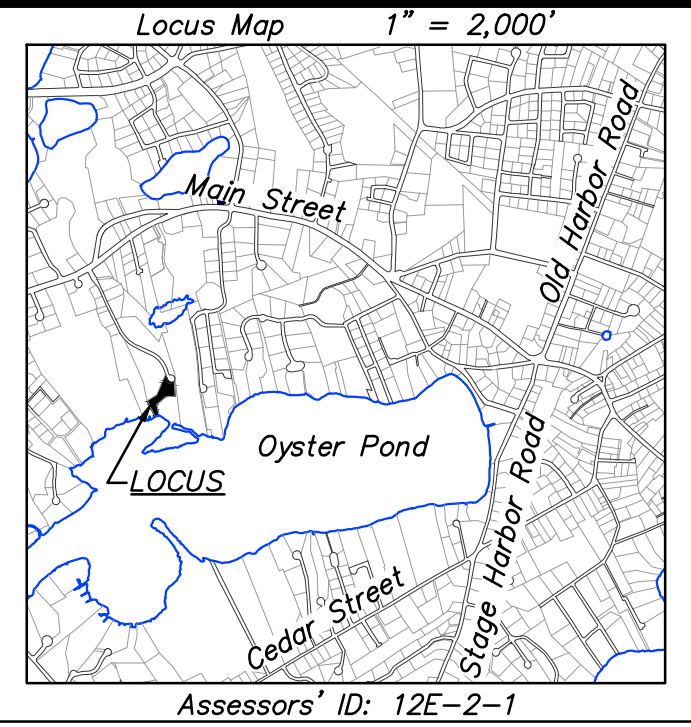 Locus Map 1" = 2,000'
Main Street
Old Harbor Road
Oyster Pond
LOCUS
Stage Harbor Road
Cedar Street
Assessors' ID: 12E-2-1